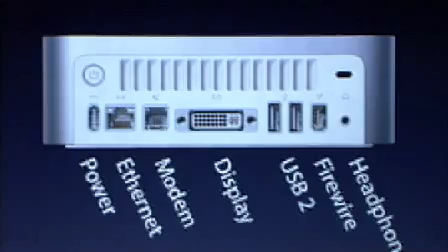 Power
Ethernet
Modem
Display
USB 2
Firewire
Headphon